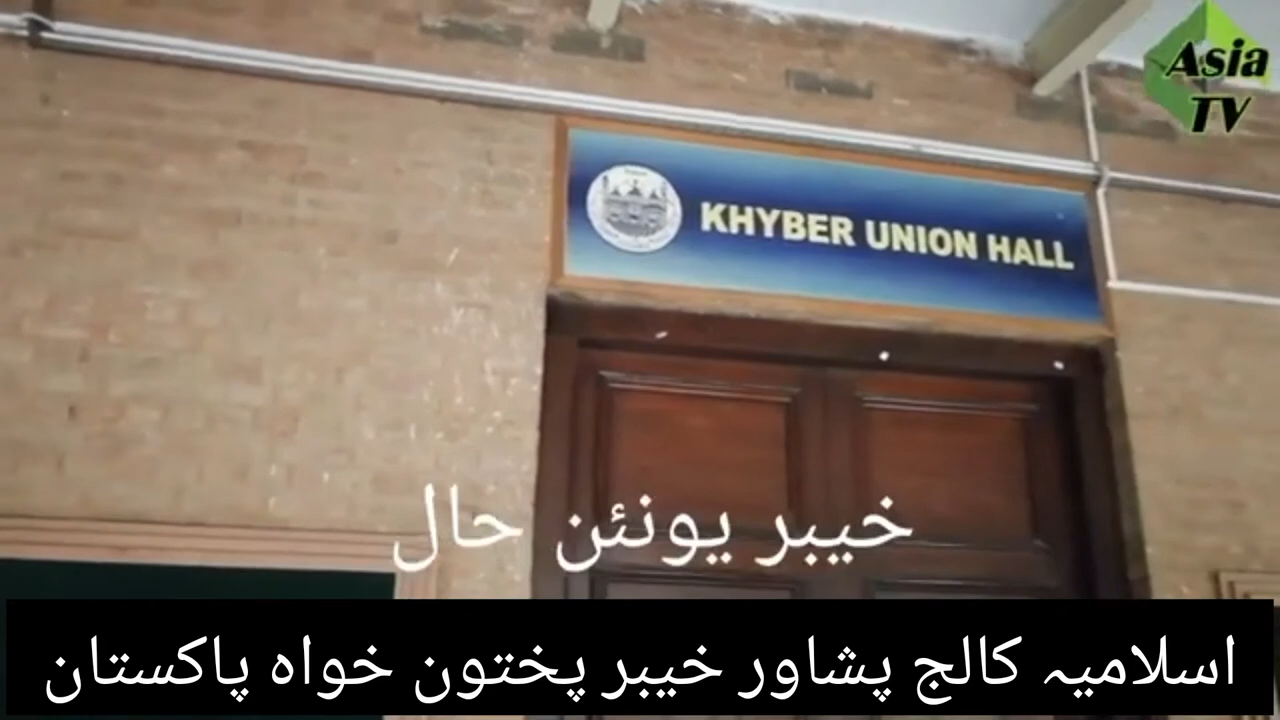 Asia
TV
KHYBER UNION HALL
خیبر یونئن حال
اسلامیہ کالج پشاور خیبر پختون خواہ پاکستان